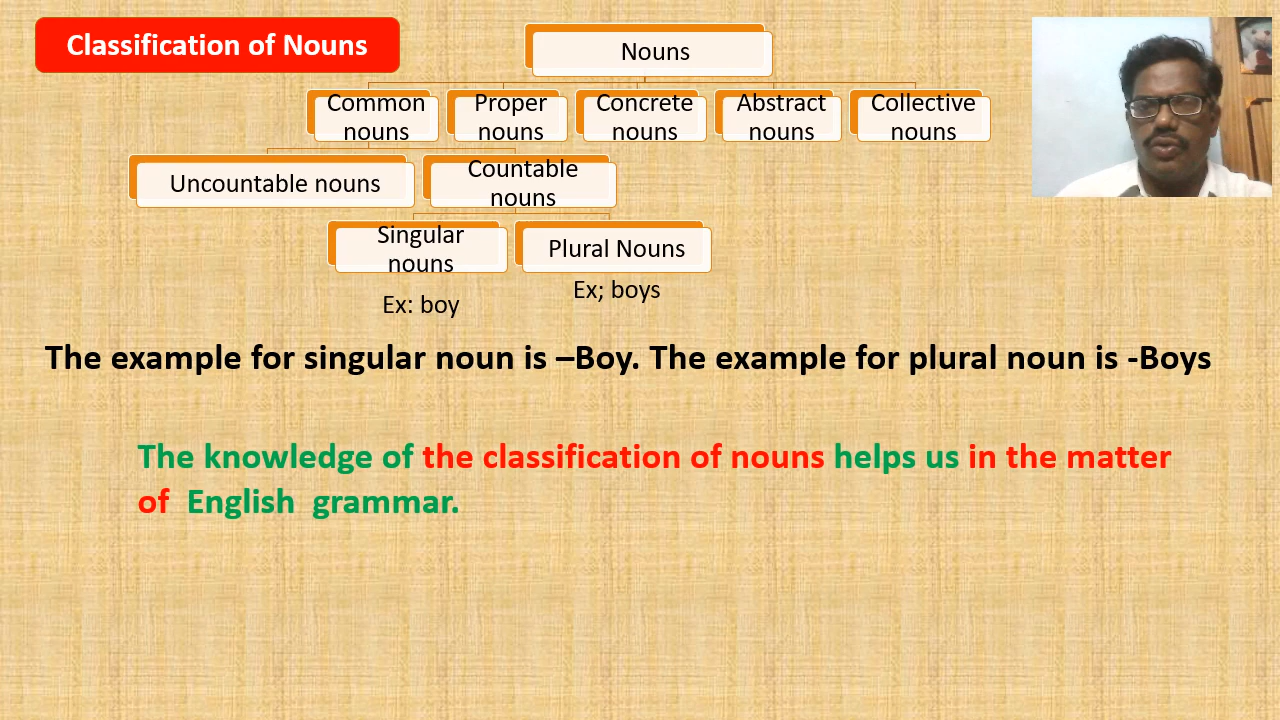 Classification of Nouns
Nouns
Common
nouns
Proper
nouns
Concrete
nouns
Abstract
nouns
Collective
nouns
Uncountable nouns
Countable
nouns
Singular
nouns
Plural Nouns
Ex: boy
Ex; boys
The example for singular noun is –Boy. The example for plural noun is -Boys
The knowledge of the classification of nouns helps us in the matter
of English grammar.